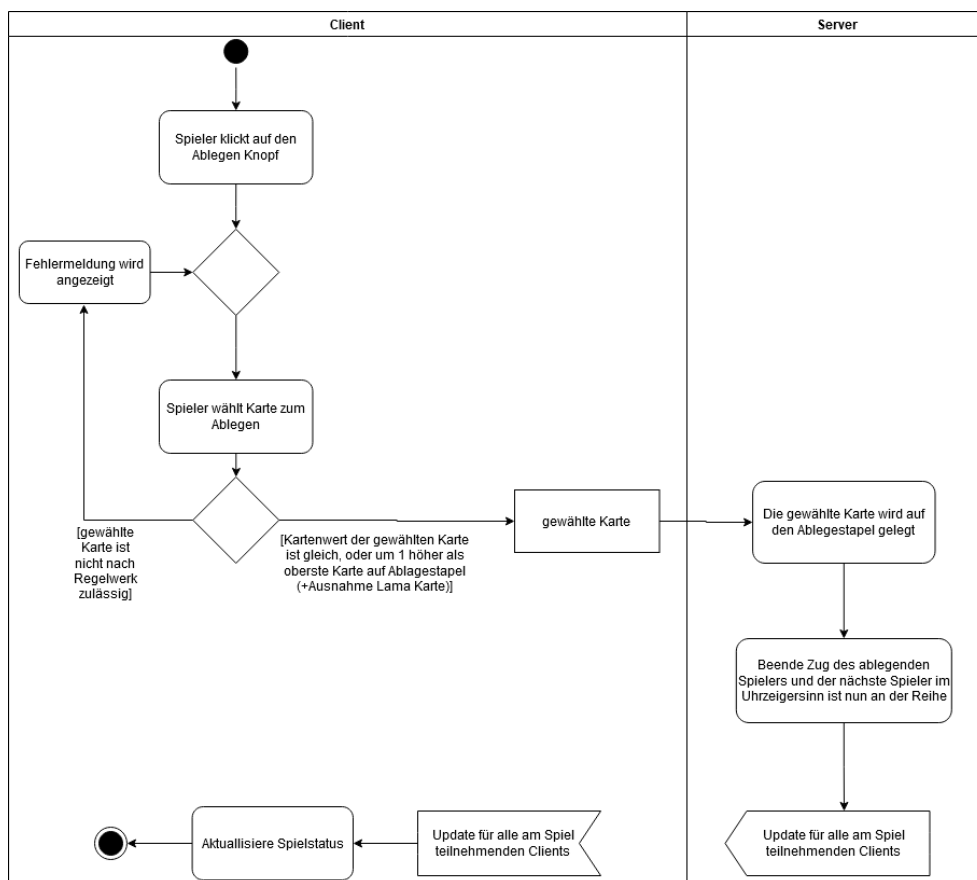 Client
Server
Spieler klickt auf den
Ablegen Knopf
Fehlermeldung wird
angezeigt
Spieler wählt Karte zum
Ablegen
[gewählte
Karte ist
nicht nach
Regelwerk
zulässig]
[Kartenwert der gewählten Karte
ist gleich, oder um 1 höher als
oberste Karte auf Ablagestapel
(+Ausnahme Lama Karte)]
gewählte Karte
Die gewählte Karte wird auf
den Ablegestapel gelegt
Beende Zug des ablegenden
Spielers und der nächste Spieler im
Uhrzeigersinn ist nun an der Reihe
Aktuallisiere Spielstatus
Update für alle am Spiel
teilnehmenden Clients
Update für alle am Spiel
teilnehmenden Clients